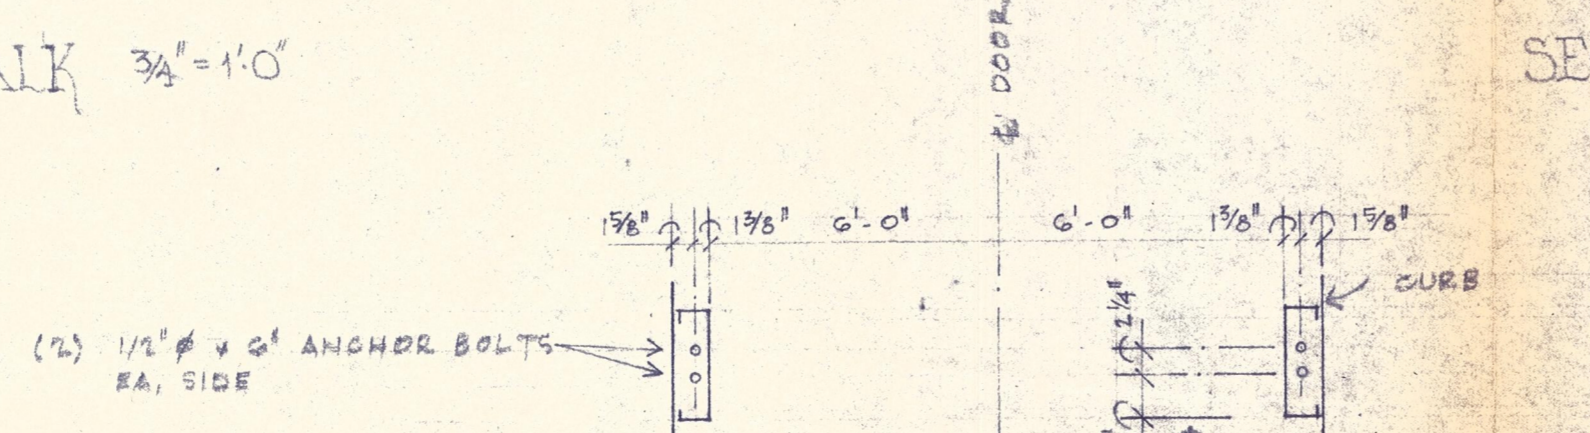 ALK 3/4" = 1'-0"
SE
℄ DOOR
1 5/8" 1 3/8" 6'-0" 6'-0" 1 3/8" 1 5/8"
CURB
2 1/4"
(2) 1/2" ø x 6" ANCHOR BOLTS
EA. SIDE